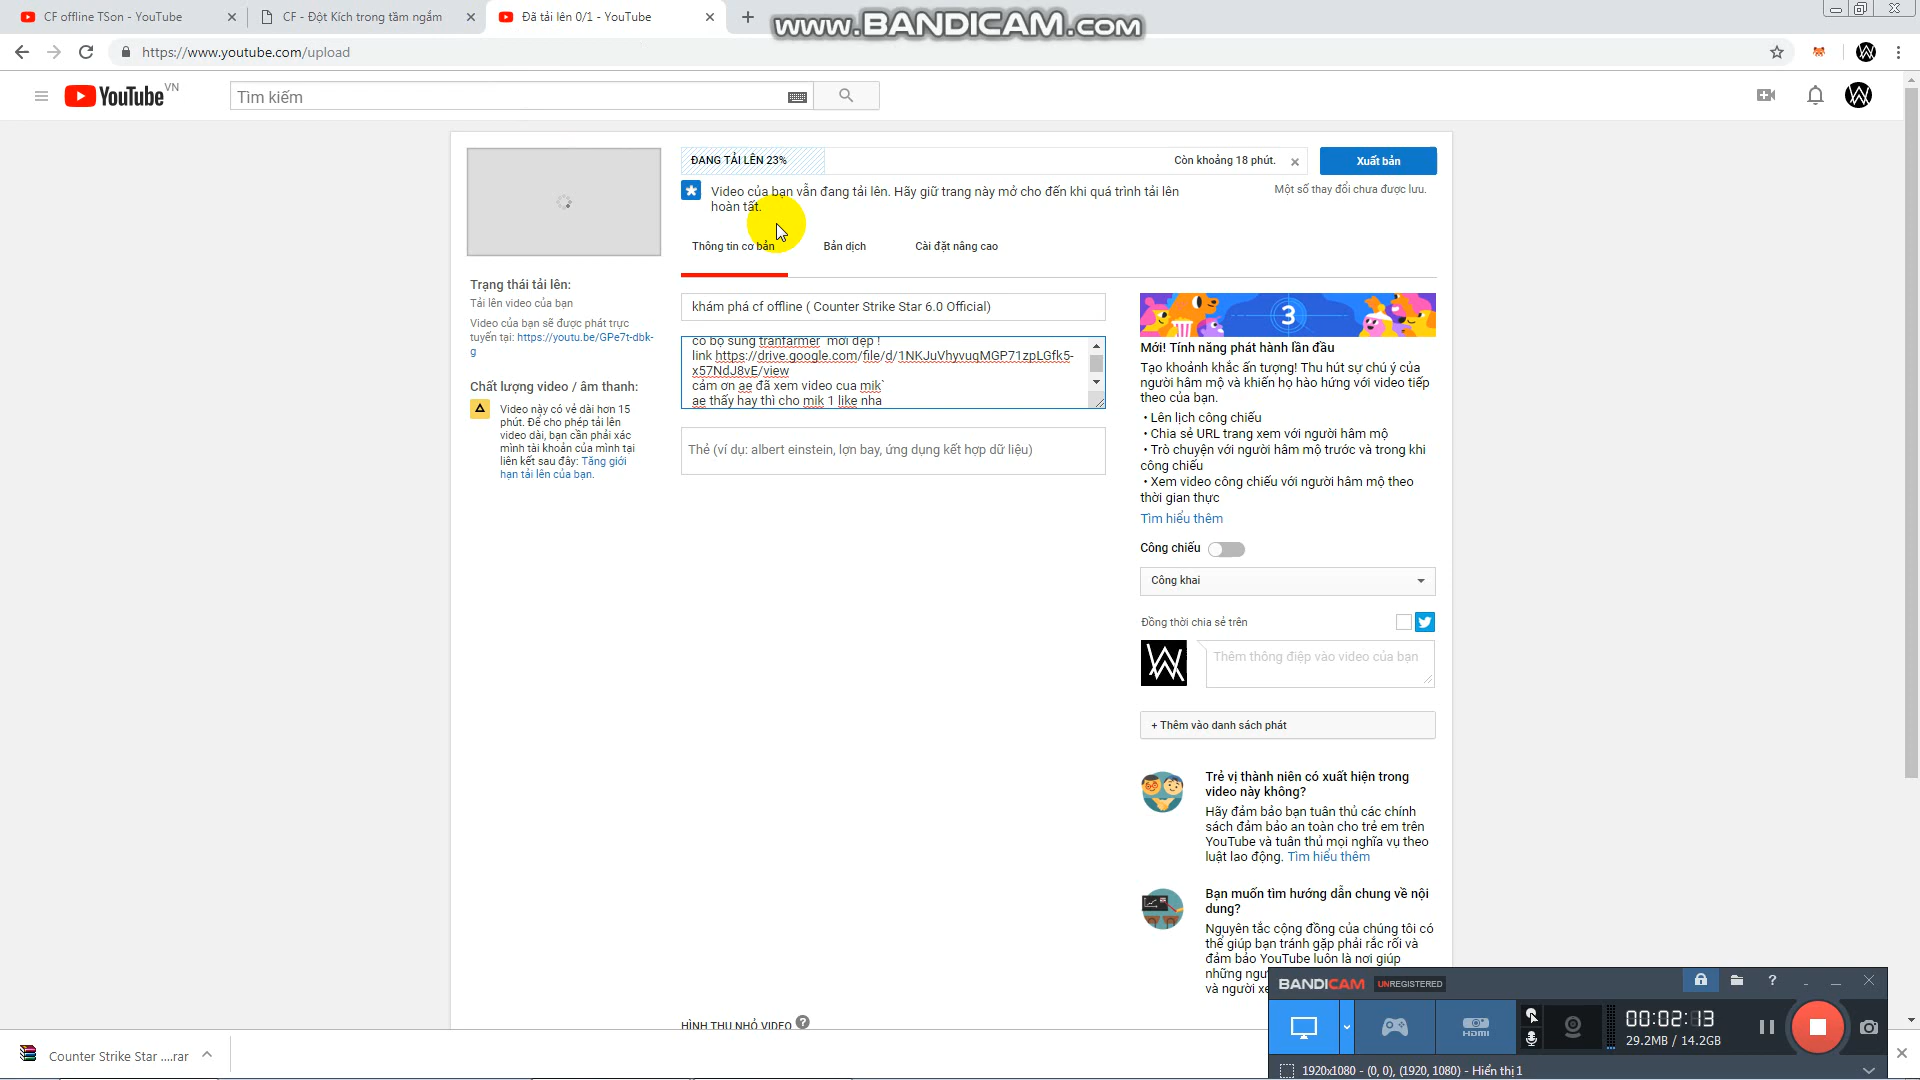 CF offline TSon - YouTube
CF - Đột Kích trong tầm ngắm
Đã tải lên 0/1 - YouTube
www.BANDICAM.com
https://www.youtube.com/upload
YouTube VN
Tìm kiếm
ĐANG TẢI LÊN 23%
Còn khoảng 18 phút.
Xuất bản
Video của bạn vẫn đang tải lên. Hãy giữ trang này mở cho đến khi quá trình tải lên
hoàn tất.
Một số thay đổi chưa được lưu.
Thông tin cơ bản
Bản dịch
Cài đặt nâng cao
Trạng thái tải lên:
Tải lên video của bạn
Video của bạn sẽ được phát trực
tuyến tại: https://youtu.be/GPe7t-dbk-
g
Chất lượng video / âm thanh:
Video này có vẻ dài hơn 15
phút. Để cho phép tải lên
video dài, bạn cần phải xác
minh tài khoản của mình tại
liên kết sau đây: Tăng giới
hạn tải lên của bạn.
khám phá cf offline ( Counter Strike Star 6.0 Official)
có bộ súng tranfarmer mới đẹp !
link https://drive.google.com/file/d/1NKJuVhyvuqMGP71zpLGfk5-
x57NdJ8vE/view
cảm ơn ae đã xem video cua mik`
ae thấy hay thì cho mik 1 like nha
Thẻ (ví dụ: albert einstein, lợn bay, ứng dụng kết hợp dữ liệu)
3
Mới! Tính năng phát hành lần đầu
Tạo khoảnh khắc ấn tượng! Thu hút sự chú ý của
người hâm mộ và khiến họ hào hứng với video tiếp
theo của bạn.
• Lên lịch công chiếu
• Chia sẻ URL trang xem với người hâm mộ
• Trò chuyện với người hâm mộ trước và trong khi
công chiếu
• Xem video công chiếu với người hâm mộ theo
thời gian thực
Tìm hiểu thêm
Công chiếu
Công khai
Đồng thời chia sẻ trên
Thêm thông điệp vào video của bạn
+ Thêm vào danh sách phát
Trẻ vị thành niên có xuất hiện trong
video này không?
Hãy đảm bảo bạn tuân thủ các chính
sách đảm bảo an toàn cho trẻ em trên
YouTube và tuân thủ mọi nghĩa vụ theo
luật lao động. Tìm hiểu thêm
Bạn muốn tìm hướng dẫn chung về nội
dung?
Nguyên tắc cộng đồng của chúng tôi có
thể giúp bạn tránh gặp phải rắc rối và
đảm bảo YouTube luôn là nơi giúp
những
và người
HÌNH THU NHỎ VIDEO ?
BANDICAM UNREGISTERED
HDMI
00:02:13
29.2MB / 14.2GB
1920x1080 - (0, 0), (1920, 1080) - Hiển thị 1
Counter Strike Star ....rar